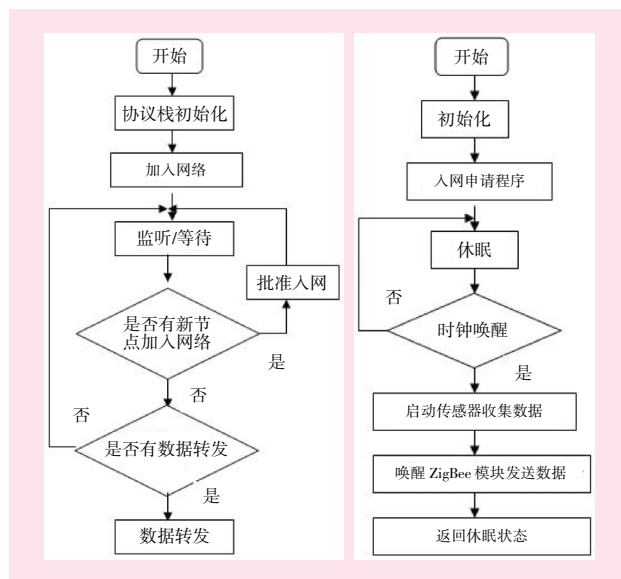 开始
协议栈初始化
加入网络
监听/等待
批准入网
是否有新节
点加入网络
是
否
否
是否有数据转发
是
数据转发
开始
初始化
入网申请程序
休眠
否
时钟唤醒
是
启动传感器收集数据
唤醒 ZigBee 模块发送数据
返回休眠状态